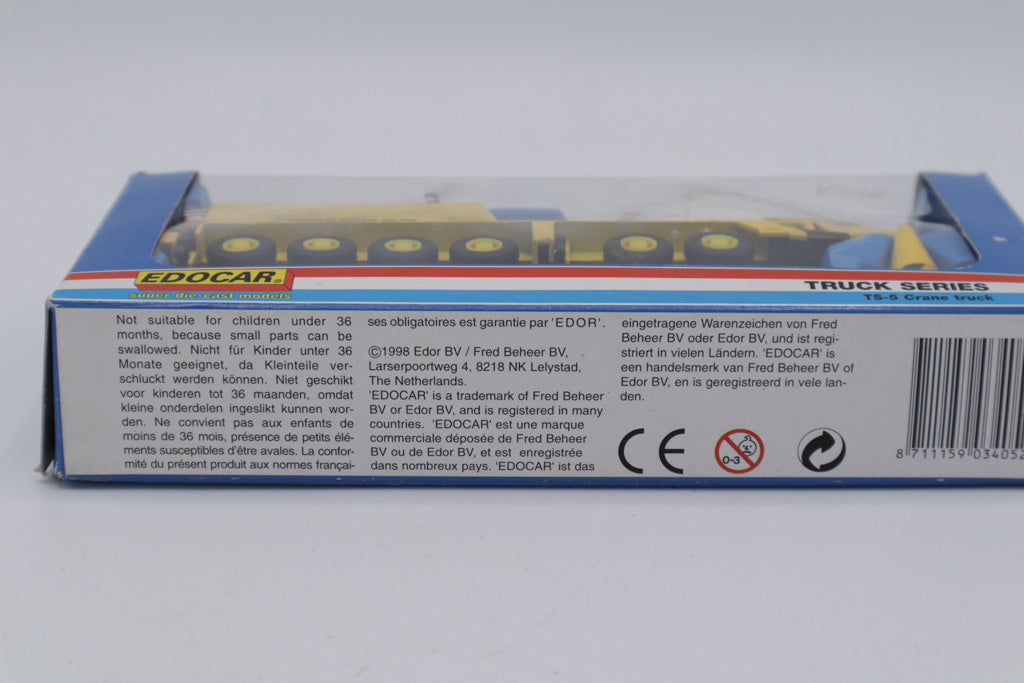 EDOCAR®
super die-cast models
TRUCK SERIES
TS-5 Crane truck
Not suitable for children under 36
months, because small parts can be
swallowed. Nicht für Kinder unter 36
Monate geeignet, da Kleinteile ver-
schluckt werden können. Niet geschikt
voor kinderen tot 36 maanden, omdat
kleine onderdelen ingeslikt kunnen wor-
den. Ne convient pas aux enfants de
moins de 36 mois, présence de petits élé-
ments susceptibles d'être avales. La confor-
mité du présent produit aux normes françai-
ses obligatoires est garantie par 'EDOR'.
©1998 Edor BV / Fred Beheer BV,
Larserpoortweg 4, 8218 NK Lelystad,
The Netherlands.
'EDOCAR' is a trademark of Fred Beheer
BV or Edor BV, and is registered in many
countries. 'EDOCAR' est une marque
commerciale déposée de Fred Beheer
BV ou de Edor BV, et est enregistrée
dans nombreux pays. 'EDOCAR' ist das
eingetragene Warenzeichen von Fred
Beheer BV oder Edor BV, und ist regi-
striert in vielen Ländern. 'EDOCAR' is
een handelsmerk van Fred Beheer BV of
Edor BV, en is geregistreerd in vele lan-
den.
CE
0-3
8 711159 034052